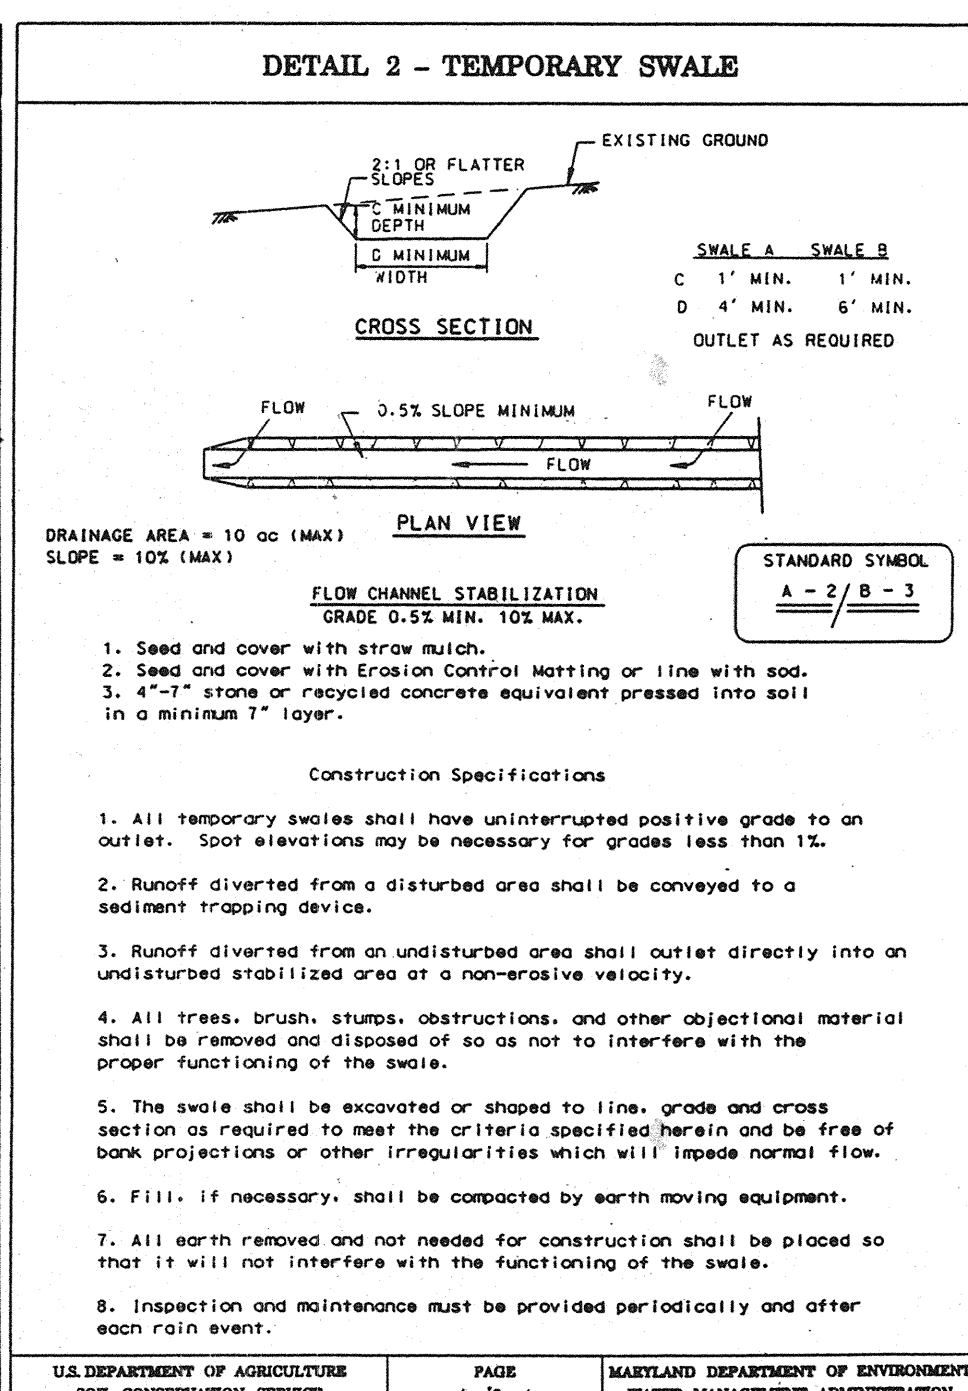 DETAIL 2 - TEMPORARY SWALE
EXISTING GROUND
2:1 OR FLATTER
SLOPES
C MINIMUM
DEPTH
D MINIMUM
WIDTH
CROSS SECTION
SWALE A SWALE B
C 1' MIN. 1' MIN.
D 4' MIN. 6' MIN.
OUTLET AS REQUIRED
FLOW
0.5% SLOPE MINIMUM
FLOW
FLOW
PLAN VIEW
DRAINAGE AREA = 10 ac (MAX)
SLOPE = 10% (MAX)
STANDARD SYMBOL
A - 2 / B - 3
FLOW CHANNEL STABILIZATION
GRADE 0.5% MIN. 10% MAX.
1. Seed and cover with straw mulch.
2. Seed and cover with Erosion Control Matting or line with sod.
3. 4"-7" stone or recycled concrete equivalent pressed into soil
in a minimum 7" layer.
Construction Specifications
1. All temporary swales shall have uninterrupted positive grade to an
outlet. Spot elevations may be necessary for grades less than 1%.
2. Runoff diverted from a disturbed area shall be conveyed to a
sediment trapping device.
3. Runoff diverted from an undisturbed area shall outlet directly into an
undisturbed stabilized area at a non-erosive velocity.
4. All trees, brush, stumps, obstructions, and other objectional material
shall be removed and disposed of so as not to interfere with the
proper functioning of the swale.
5. The swale shall be excavated or shaped to line, grade and cross
section as required to meet the criteria specified herein and be free of
bank projections or other irregularities which will impede normal flow.
6. Fill, if necessary, shall be compacted by earth moving equipment.
7. All earth removed and not needed for construction shall be placed so
that it will not interfere with the functioning of the swale.
8. Inspection and maintenance must be provided periodically and after
each rain event.
U.S. DEPARTMENT OF AGRICULTURE
PAGE
MARYLAND DEPARTMENT OF ENVIRONMENT